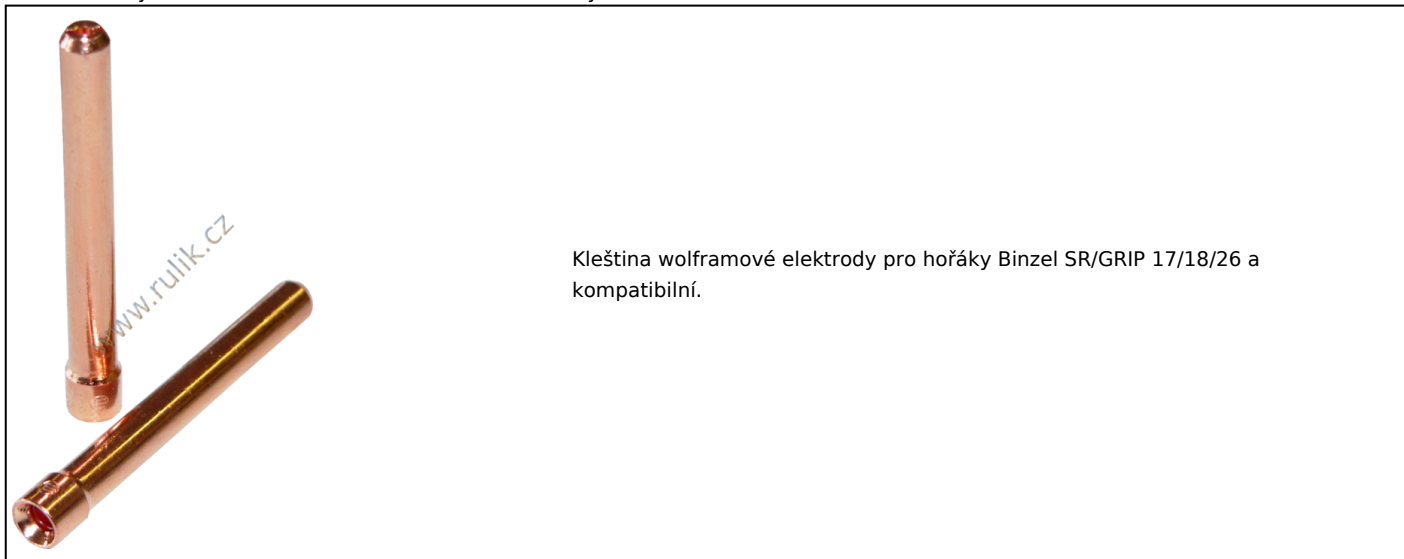 www.rulik.cz
Kleština wolframové elektrody pro hořáky Binzel SR/GRIP 17/18/26 a
kompatibilní.